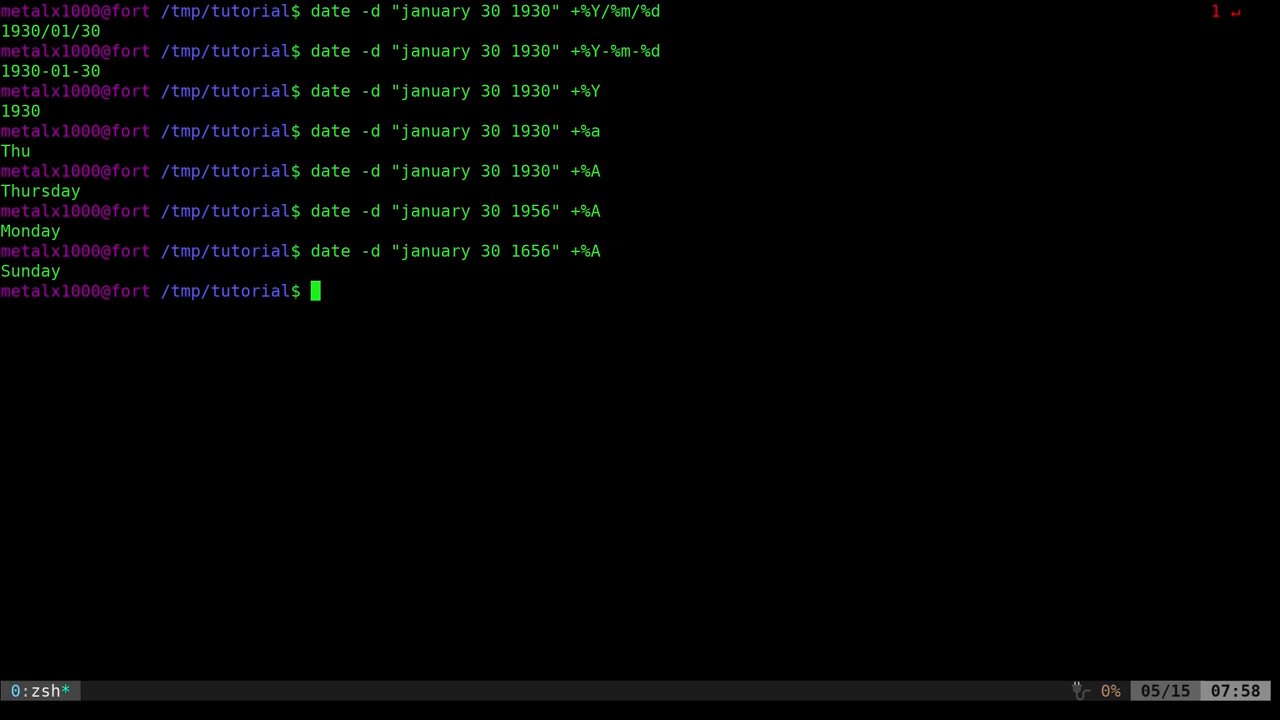 metalx1000@fort /tmp/tutorial$ date -d "january 30 1930" +%Y/%m/%d 1 ↵
1930/01/30
metalx1000@fort /tmp/tutorial$ date -d "january 30 1930" +%Y-%m-%d
1930-01-30
metalx1000@fort /tmp/tutorial$ date -d "january 30 1930" +%Y
1930
metalx1000@fort /tmp/tutorial$ date -d "january 30 1930" +%a
Thu
metalx1000@fort /tmp/tutorial$ date -d "january 30 1930" +%A
Thursday
metalx1000@fort /tmp/tutorial$ date -d "january 30 1956" +%A
Monday
metalx1000@fort /tmp/tutorial$ date -d "january 30 1656" +%A
Sunday
metalx1000@fort /tmp/tutorial$
0:zsh* 0% 05/15 07:58